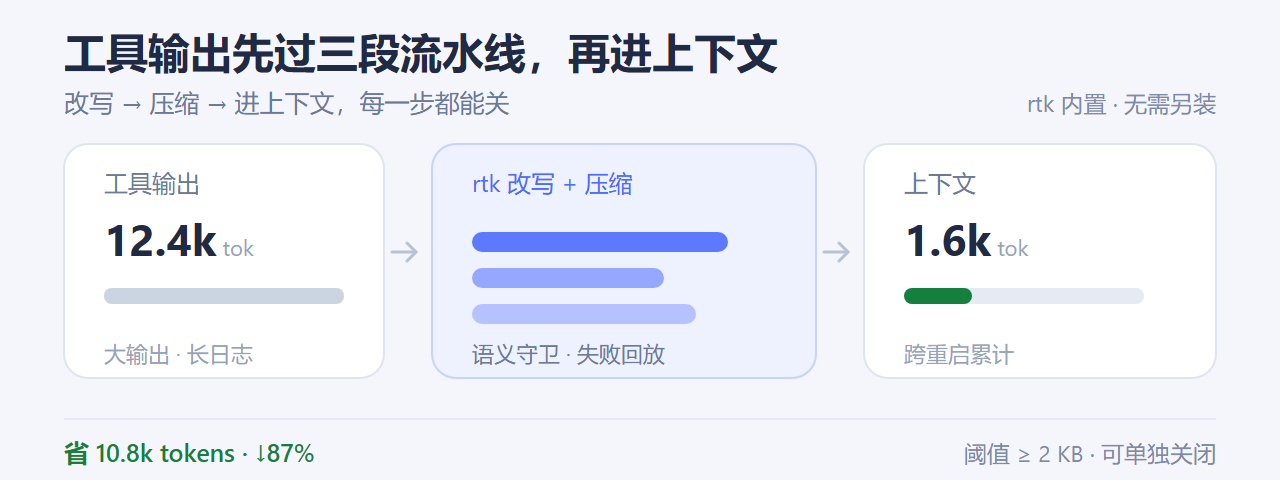 工具输出先过三段流水线，再进上下文
改写 → 压缩 → 进上下文，每一步都能关
rtk 内置 · 无需另装
工具输出
12.4k tok
大输出 · 长日志
→
rtk 改写 + 压缩
语义守卫 · 失败回放
→
上下文
1.6k tok
跨重启累计
省 10.8k tokens · ↓87%
阈值 ≥ 2 KB · 可单独关闭